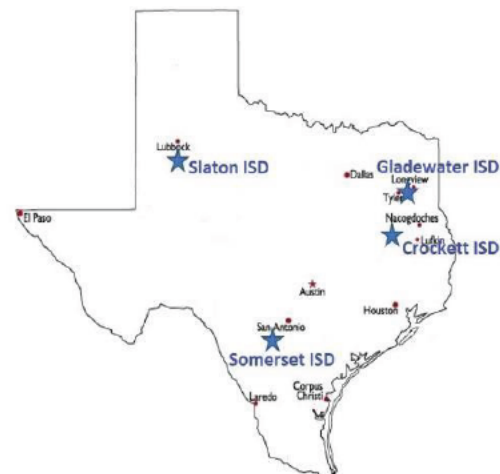 Lubbock
Slaton ISD
Dallas
Gladewater ISD
Longview
Tyler
El Paso
Nacogdoches
Lufkin
Crockett ISD
Austin
Houston
San Antonio
Somerset ISD
Laredo
Corpus
Christi